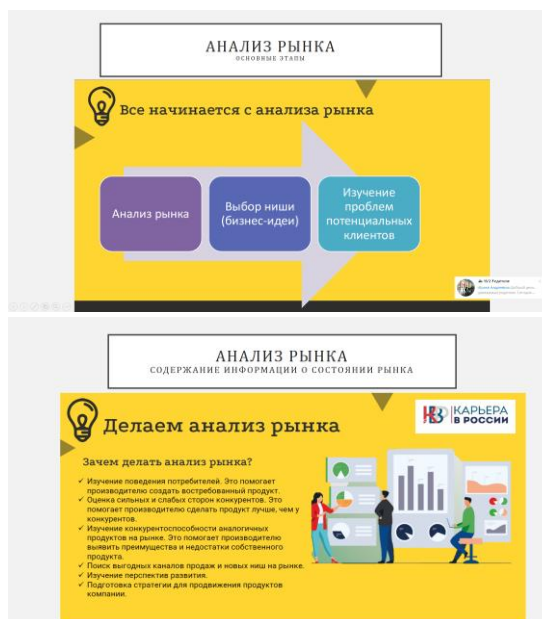 АНАЛИЗ РЫНКА
ОСНОВНЫЕ ЭТАПЫ
Все начинается с анализа рынка
Анализ рынка
Выбор ниши
(бизнес-идеи)
Изучение
проблем
потенциальных
клиентов
АНАЛИЗ РЫНКА
СОДЕРЖАНИЕ ИНФОРМАЦИИ О СОСТОЯНИИ РЫНКА
КАРЬЕРА
В РОССИИ
Делаем анализ рынка
Зачем делать анализ рынка?
✓ Изучение поведения потребителей. Это помогает
производителю создать востребованный продукт.
✓ Оценка сильных и слабых сторон конкурентов. Это
помогает производителю сделать продукт лучше, чем у
конкурентов.
✓ Изучение конкурентоспособности аналогичных
продуктов на рынке. Это помогает производителю
выявить преимущества и недостатки собственного
продукта.
✓ Поиск выгодных каналов продаж и новых ниш на рынке.
✓ Изучение перспектив развития.
✓ Подготовка стратегии для продвижения продуктов
компании.